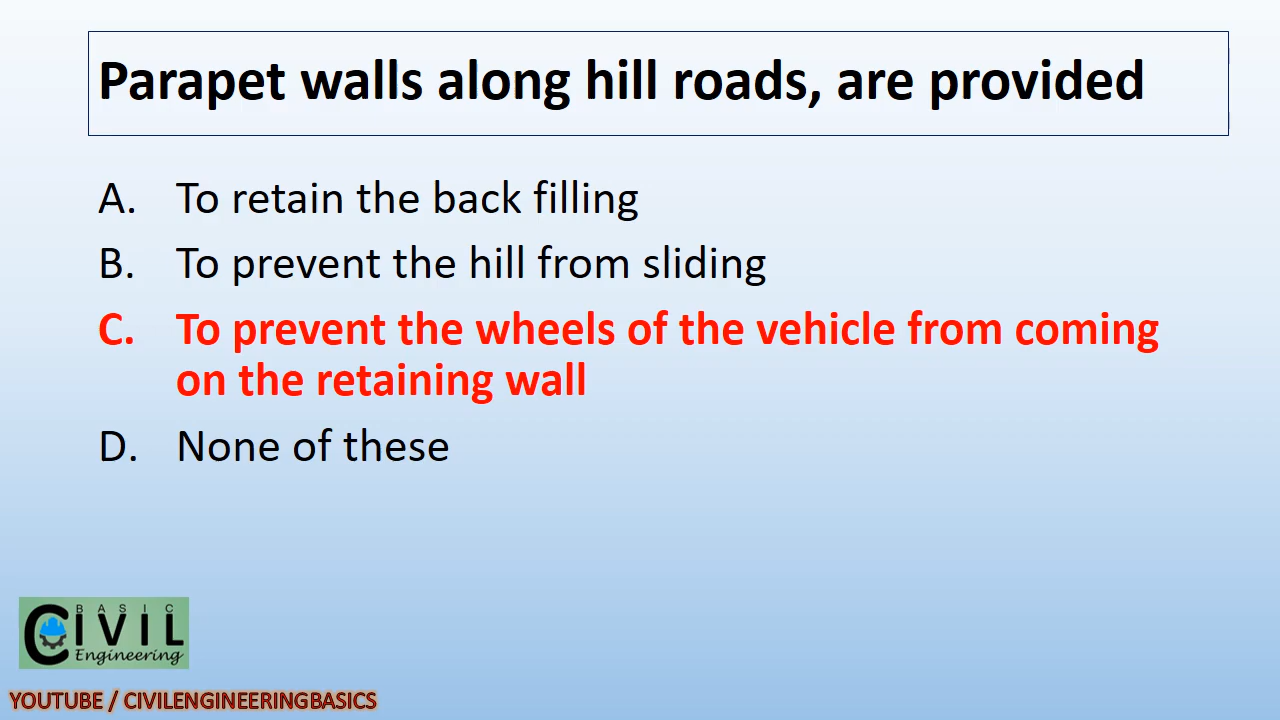 Parapet walls along hill roads, are provided
A. To retain the back filling
B. To prevent the hill from sliding
C. To prevent the wheels of the vehicle from coming
on the retaining wall
D. None of these
BASIC
CIVIL
Engineering
YOUTUBE / CIVILENGINEERINGBASICS